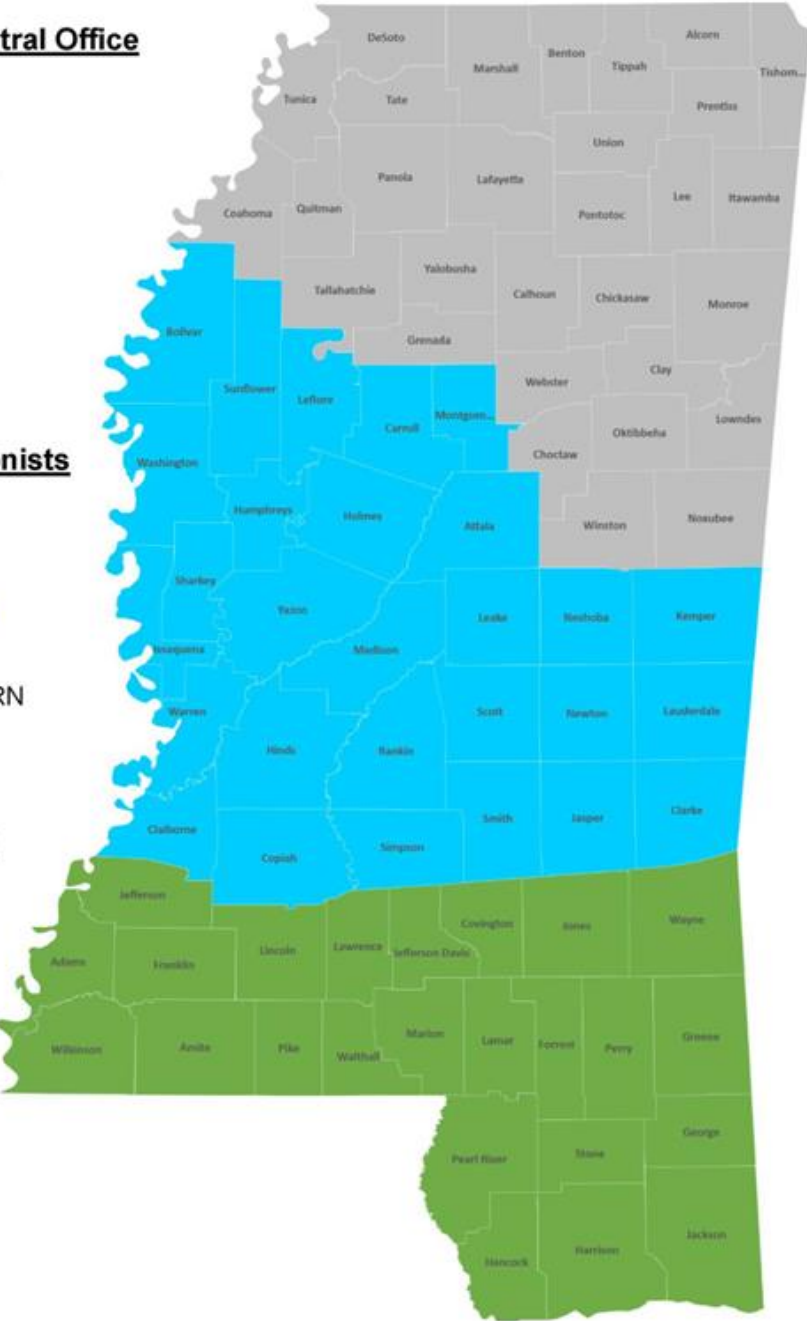 tral Office
DeSoto
Marshall
Benton
Tippah
Alcorn
Tishom...
Tunica
Tate
Prentiss
Union
Panola
Lafayette
Pontotoc
Lee
Itawamba
Coahoma
Quitman
Tallahatchie
Yalobusha
Calhoun
Chickasaw
Monroe
Bolivar
Grenada
Webster
Clay
Sunflower
Leflore
Carroll
Montgom...
Choctaw
Oktibbeha
Lowndes
nists
Washington
Humphreys
Holmes
Attala
Winston
Noxubee
Sharkey
Yazoo
Leake
Neshoba
Kemper
Issaquena
Madison
RN
Warren
Scott
Newton
Lauderdale
Hinds
Rankin
Claiborne
Copiah
Simpson
Smith
Jasper
Clarke
Jefferson
Adams
Franklin
Lincoln
Lawrence
Jefferson Davis
Covington
Jones
Wayne
Wilkinson
Amite
Pike
Walthall
Marion
Lamar
Forrest
Perry
Greene
Pearl River
Stone
George
Hancock
Harrison
Jackson